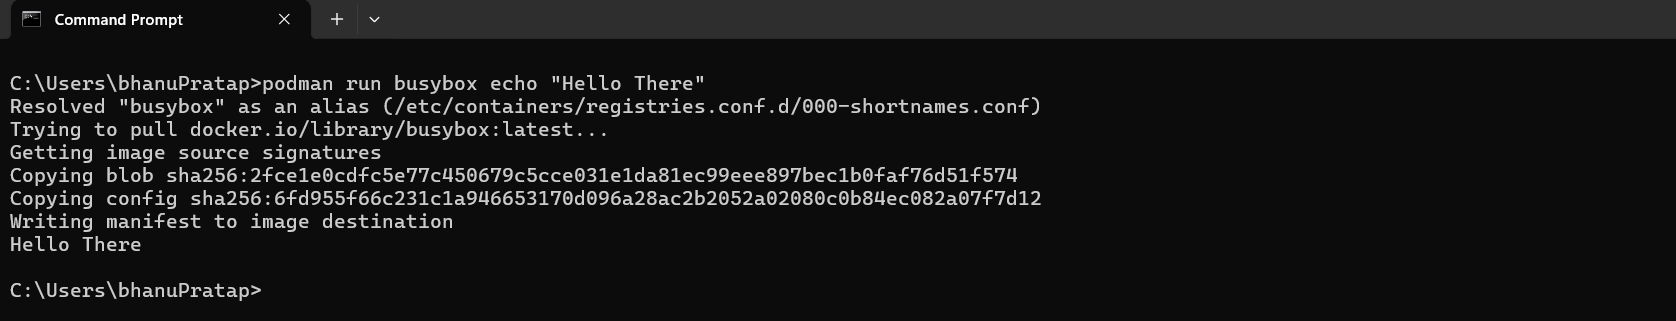 Command Prompt
C:\Users\bhanuPratap>podman run busybox echo "Hello There"
Resolved "busybox" as an alias (/etc/containers/registries.conf.d/000-shortnames.conf)
Trying to pull docker.io/library/busybox:latest...
Getting image source signatures
Copying blob sha256:2fce1e0cdfc5e77c450679c5cce031e1da81ec99eee897bec1b0faf76d51f574
Copying config sha256:6fd955f66c231c1a946653170d096a28ac2b2052a02080c0b84ec082a07f7d12
Writing manifest to image destination
Hello There
C:\Users\bhanuPratap>